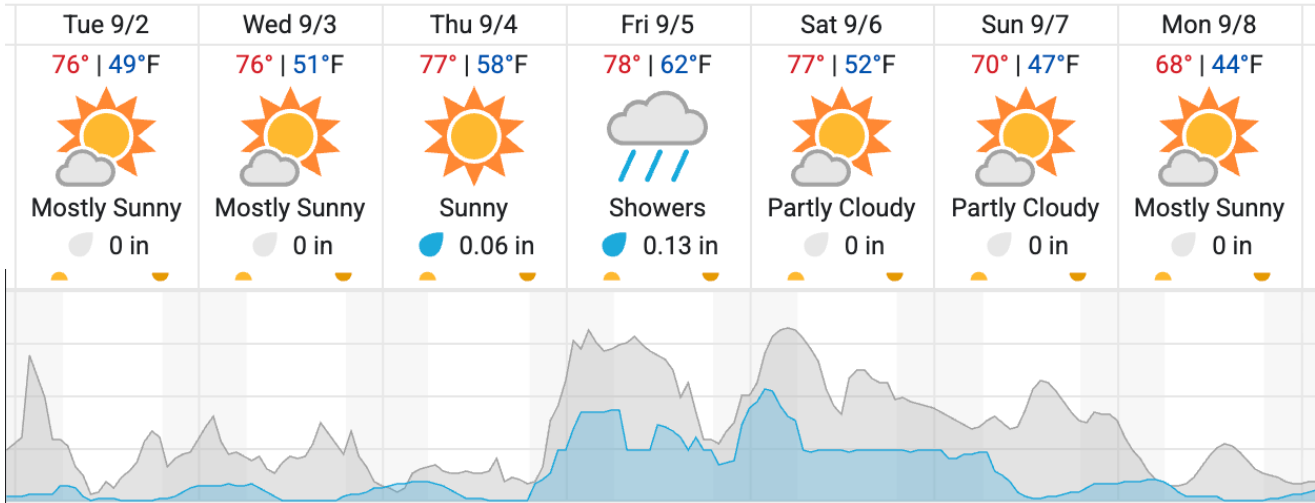 Tue 9/2 Wed 9/3 Thu 9/4 Fri 9/5 Sat 9/6 Sun 9/7 Mon 9/8
76° | 49°F 76° | 51°F 77° | 58°F 78° | 62°F 77° | 52°F 70° | 47°F 68° | 44°F
Mostly Sunny Mostly Sunny Sunny Showers Partly Cloudy Partly Cloudy Mostly Sunny
0 in 0 in 0.06 in 0.13 in 0 in 0 in 0 in